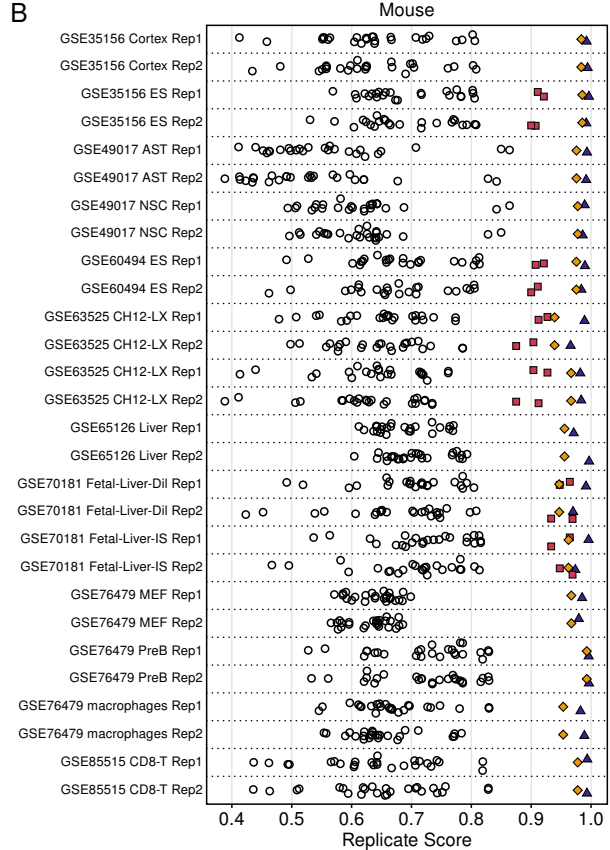 B
Mouse
GSE35156 Cortex Rep1
GSE35156 Cortex Rep2
GSE35156 ES Rep1
GSE35156 ES Rep2
GSE49017 AST Rep1
GSE49017 AST Rep2
GSE49017 NSC Rep1
GSE49017 NSC Rep2
GSE60494 ES Rep1
GSE60494 ES Rep2
GSE63525 CH12-LX Rep1
GSE63525 CH12-LX Rep2
GSE63525 CH12-LX Rep1
GSE63525 CH12-LX Rep2
GSE65126 Liver Rep1
GSE65126 Liver Rep2
GSE70181 Fetal-Liver-Dil Rep1
GSE70181 Fetal-Liver-Dil Rep2
GSE70181 Fetal-Liver-IS Rep1
GSE70181 Fetal-Liver-IS Rep2
GSE76479 MEF Rep1
GSE76479 MEF Rep2
GSE76479 PreB Rep1
GSE76479 PreB Rep2
GSE76479 macrophages Rep1
GSE76479 macrophages Rep2
GSE85515 CD8-T Rep1
GSE85515 CD8-T Rep2
0.4 0.5 0.6 0.7 0.8 0.9 1.0
Replicate Score